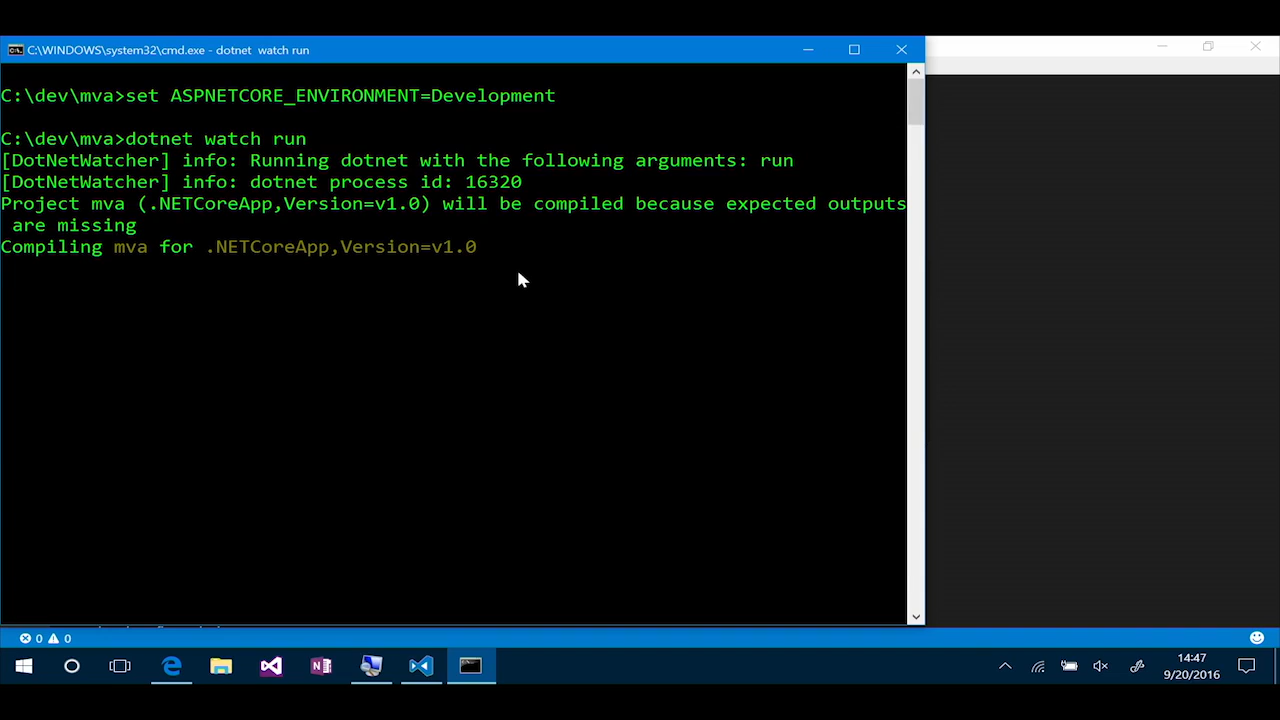 C:\WINDOWS\system32\cmd.exe - dotnet  watch run
C:\dev\mva>set ASPNETCORE_ENVIRONMENT=Development
C:\dev\mva>dotnet watch run
[DotNetWatcher] info: Running dotnet with the following arguments: run
[DotNetWatcher] info: dotnet process id: 16320
Project mva (.NETCoreApp,Version=v1.0) will be compiled because expected outputs
are missing
Compiling mva for .NETCoreApp,Version=v1.0
0 0
14:47
9/20/2016